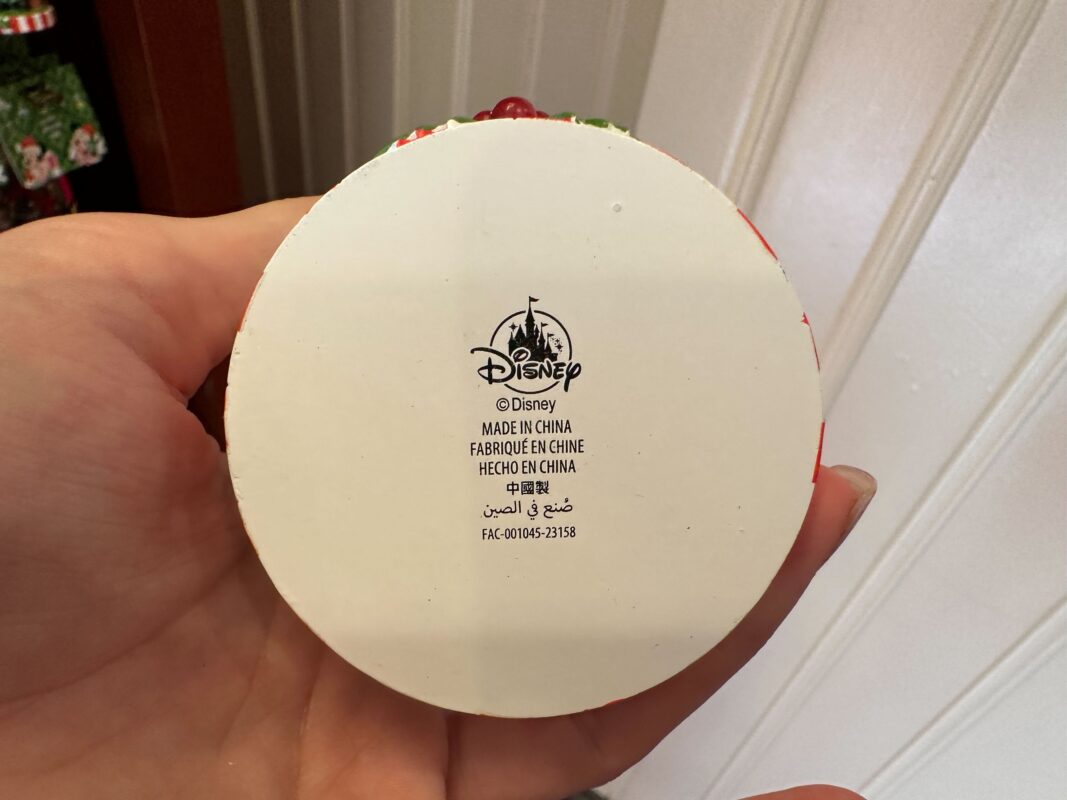 Disney
©Disney
MADE IN CHINA
FABRIQUÉ EN CHINE
HECHO EN CHINA
中國製
صُنع في الصين
FAC-001045-23158